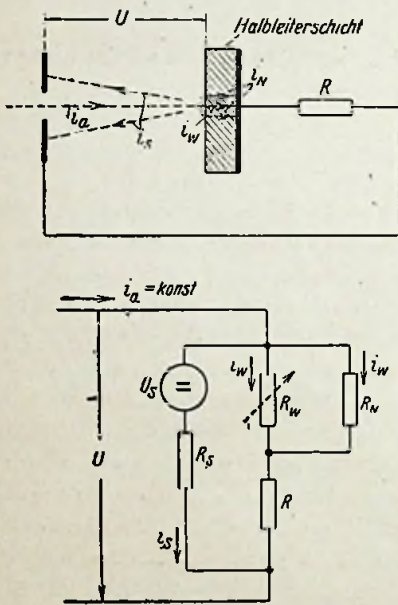 U
Halbleiterschicht
i_a
i_s
i_w
i_N
R
i_a = konst
U_S
=
i_w
R_w
i_w
R_N
U
R_S
R
i_S